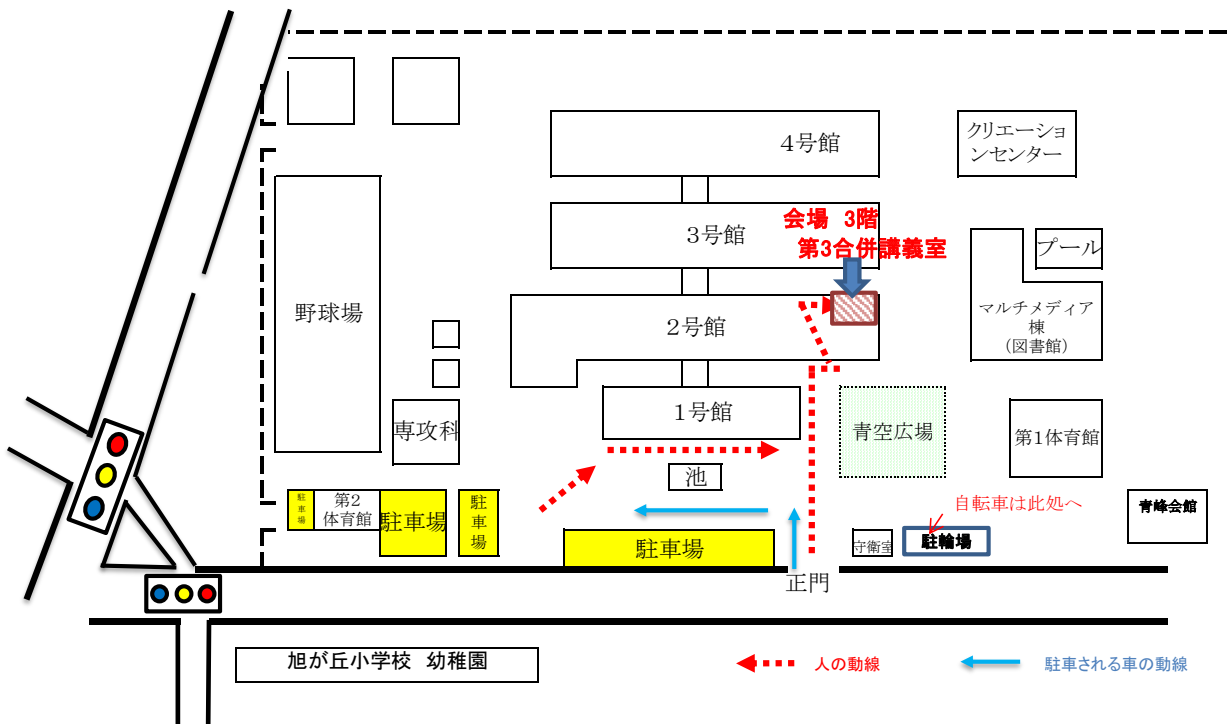 4号館
クリエーショ
ンセンター
会場 3階
第3合併講義室
3号館
プール
野球場
2号館
マルチメディア
棟
(図書館)
1号館
専攻科
青空広場
第1体育館
池
駐
車
場
第2
体育館
駐車場
駐
車
場
自転車は此処へ
青峰会館
駐車場
守衛室
駐輪場
正門
旭が丘小学校 幼稚園
人の動線
駐車される車の動線